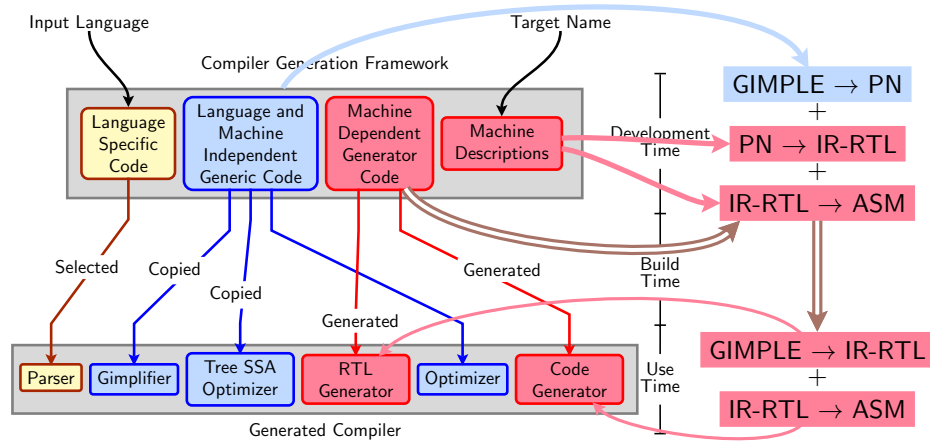 Input Language
Target Name
Compiler Generation Framework
Language
Specific
Code
Language and
Machine
Independent
Generic Code
Machine
Dependent
Generator
Code
Machine
Descriptions
Development
Time
GIMPLE → PN
+
PN → IR-RTL
+
IR-RTL → ASM
Selected
Copied
Copied
Generated
Generated
Build
Time
Parser
Gimplifier
Tree SSA
Optimizer
RTL
Generator
Optimizer
Code
Generator
Use
Time
GIMPLE → IR-RTL
+
IR-RTL → ASM
Generated Compiler